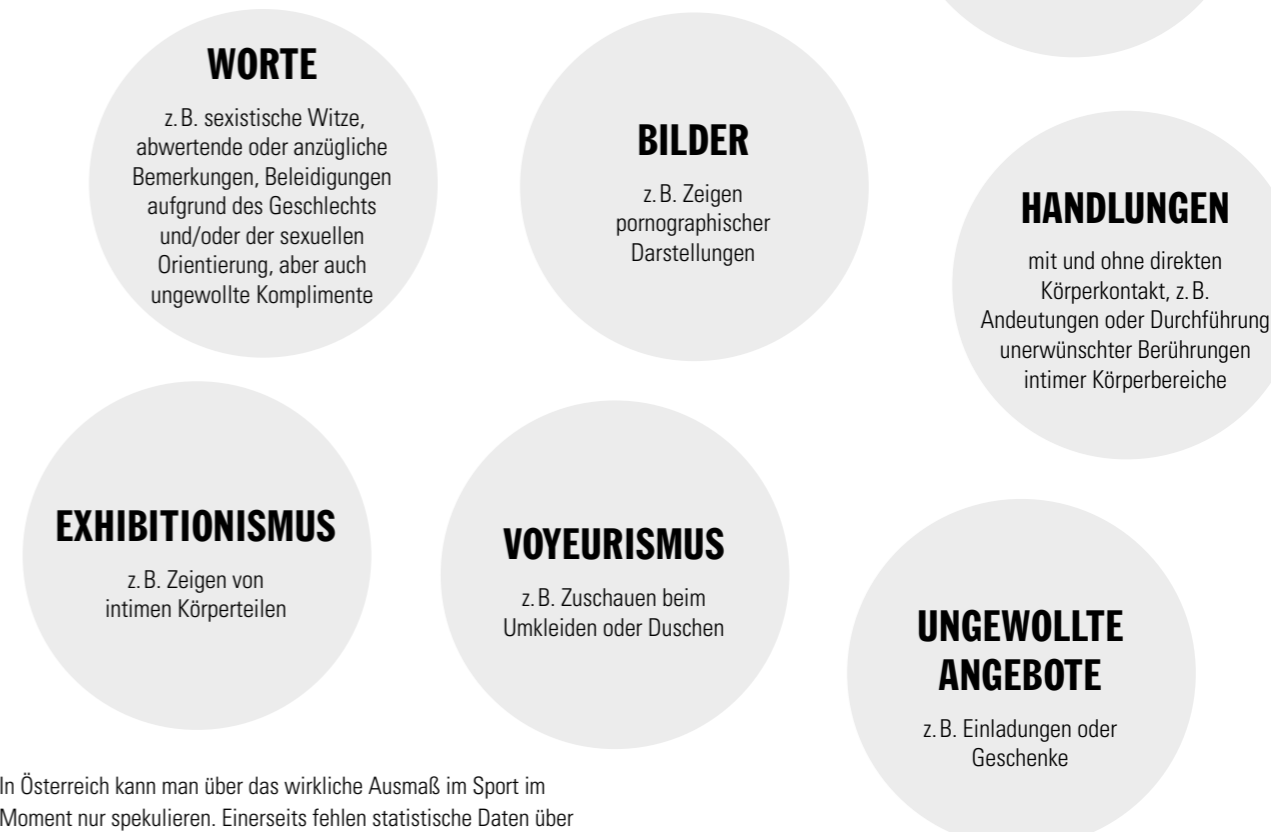 WORTE
z. B. sexistische Witze,
abwertende oder anzügliche
Bemerkungen, Beleidigungen
aufgrund des Geschlechts
und/oder der sexuellen
Orientierung, aber auch
ungewollte Komplimente
BILDER
z. B. Zeigen
pornographischer
Darstellungen
HANDLUNGEN
mit und ohne direkten
Körperkontakt, z. B.
Andeutungen oder Durchführung
unerwünschter Berührungen
intimer Körperbereiche
EXHIBITIONISMUS
z. B. Zeigen von
intimen Körperteilen
VOYEURISMUS
z. B. Zuschauen beim
Umkleiden oder Duschen
UNGEWOLLTE
ANGEBOTE
z. B. Einladungen oder
Geschenke
In Österreich kann man über das wirkliche Ausmaß im Sport im
Moment nur spekulieren. Einerseits fehlen statistische Daten über